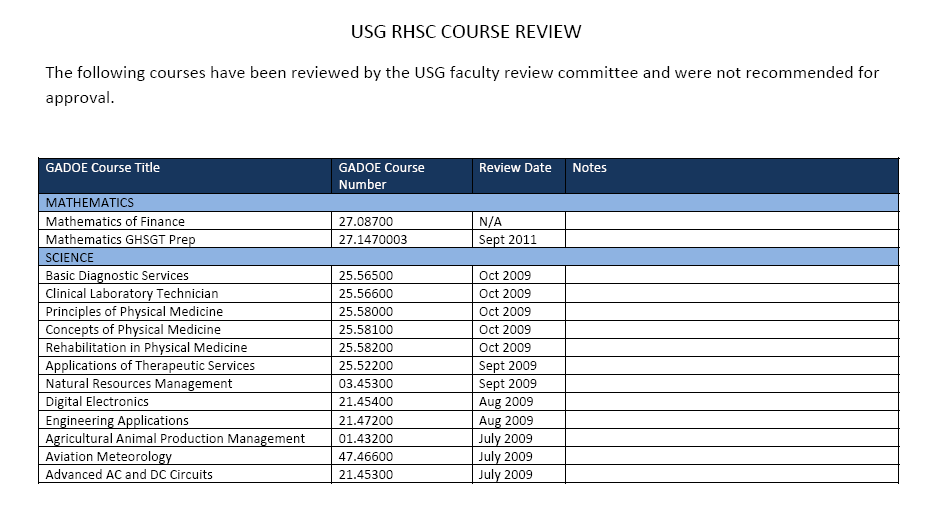 USG RHSC COURSE REVIEW
The following courses have been reviewed by the USG faculty review committee and were not recommended for
approval.
GADOE Course Title GADOE Course Number Review Date Notes
MATHEMATICS
Mathematics of Finance 27.08700 N/A
Mathematics GHSGT Prep 27.1470003 Sept 2011
SCIENCE
Basic Diagnostic Services 25.56500 Oct 2009
Clinical Laboratory Technician 25.56600 Oct 2009
Principles of Physical Medicine 25.58000 Oct 2009
Concepts of Physical Medicine 25.58100 Oct 2009
Rehabilitation in Physical Medicine 25.58200 Oct 2009
Applications of Therapeutic Services 25.52200 Sept 2009
Natural Resources Management 03.45300 Sept 2009
Digital Electronics 21.45400 Aug 2009
Engineering Applications 21.47200 Aug 2009
Agricultural Animal Production Management 01.43200 July 2009
Aviation Meteorology 47.46600 July 2009
Advanced AC and DC Circuits 21.45300 July 2009